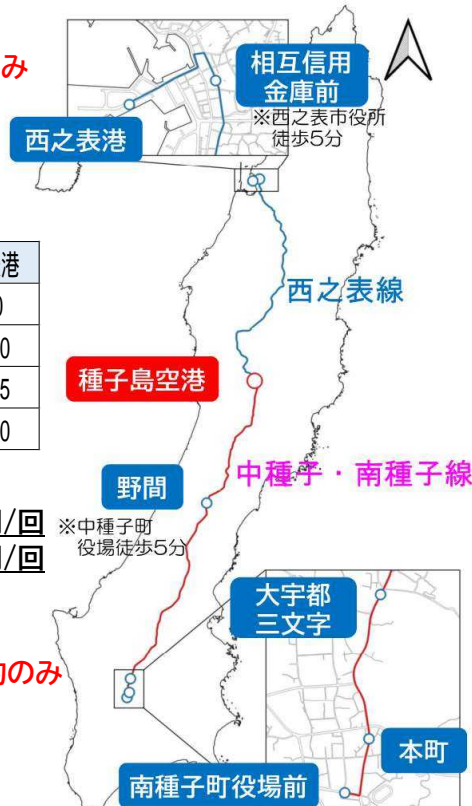 み
相互信用
金庫前
※西之表市役所
徒歩5分
西之表港
港
0
5
0
西之表線
種子島空港
中種子・南種子線
野間
※中種子町
役場徒歩5分
/回
/回
大宇都
三文字
のみ
本町
南種子町役場前